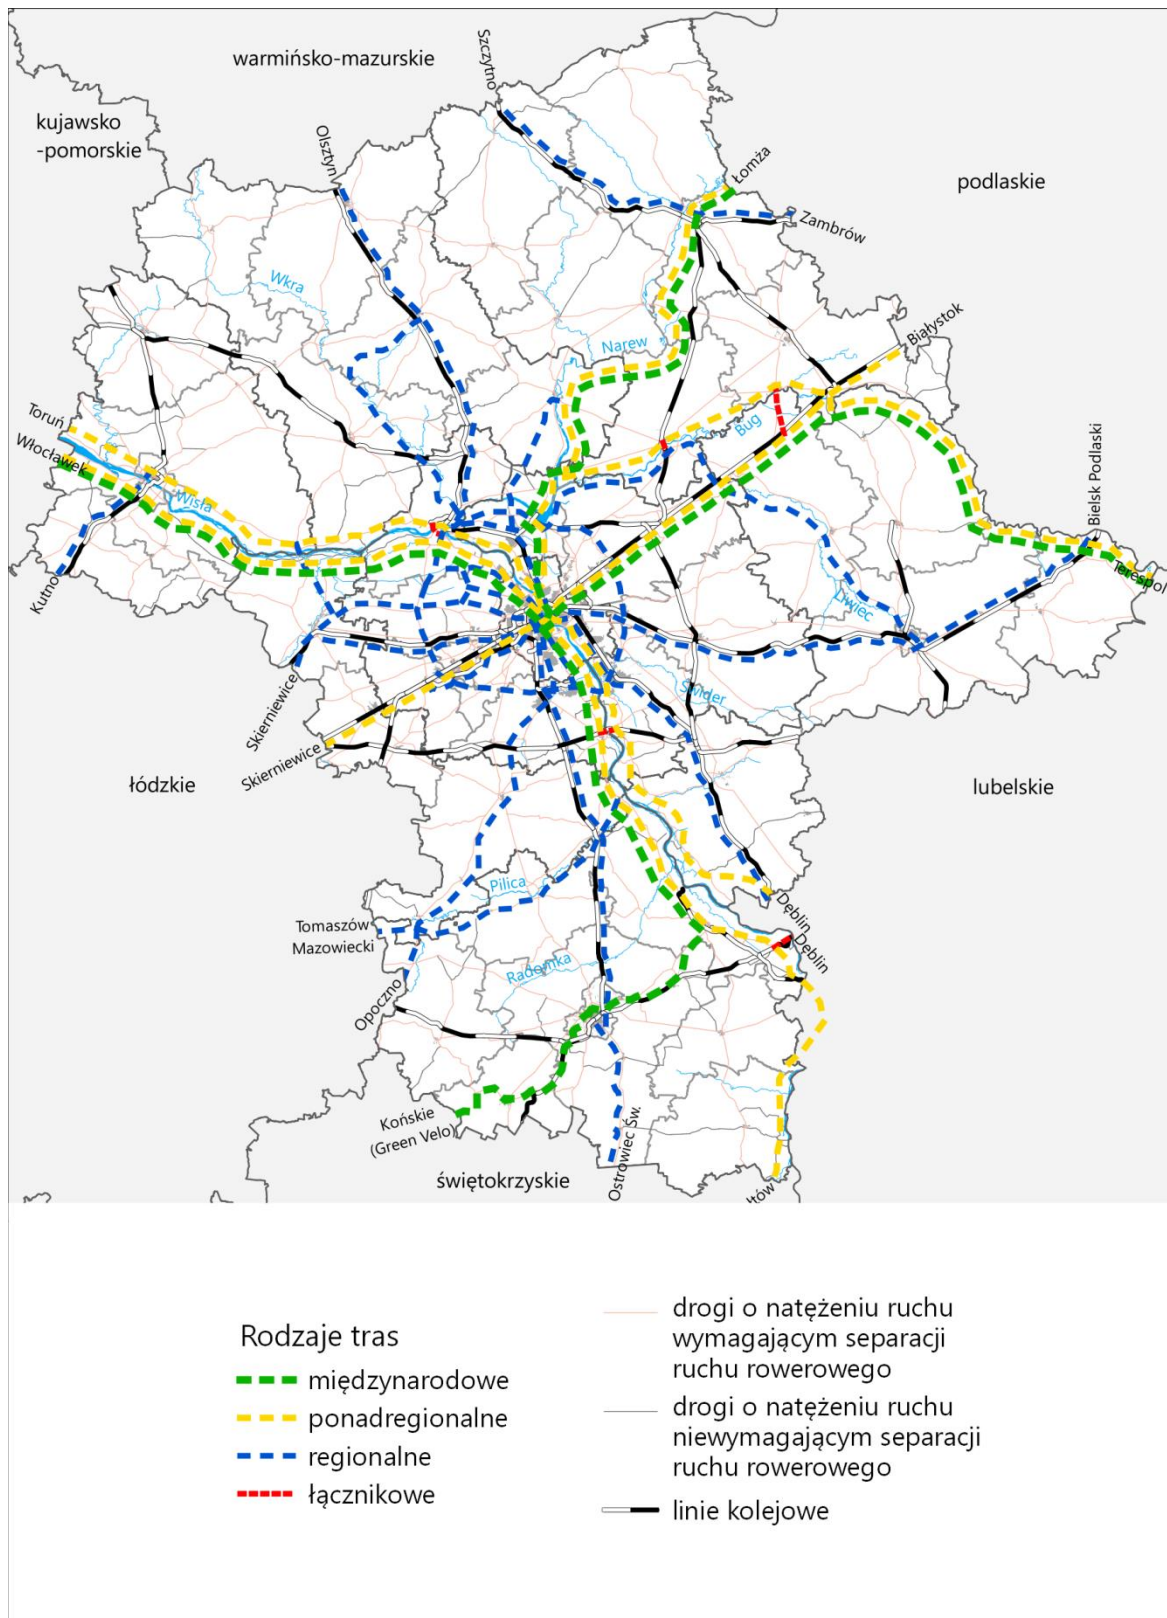 warmińsko-mazurskie
Szczytno
kujawsko
-pomorskie
Olsztyn
Łomża
podlaskie
Zambrów
Wkra
Narew
Białystok
Toruń
Włocławek
Bug
Bielsk Podlaski
Wisła
Kutno
Terespol
Liwiec
Skierniewice
Świder
Skierniewice
łódzkie
lubelskie
Pilica
Dęblin
Tomaszów
Mazowiecki
Dęblin
Radomka
Opoczno
Końskie
(Green Velo)
Ostrowiec Św.
świętokrzyskie
łtów
Rodzaje tras
międzynarodowe
ponadregionalne
regionalne
łącznikowe
drogi o natężeniu ruchu
wymagającym separacji
ruchu rowerowego
drogi o natężeniu ruchu
niewymagającym separacji
ruchu rowerowego
linie kolejowe